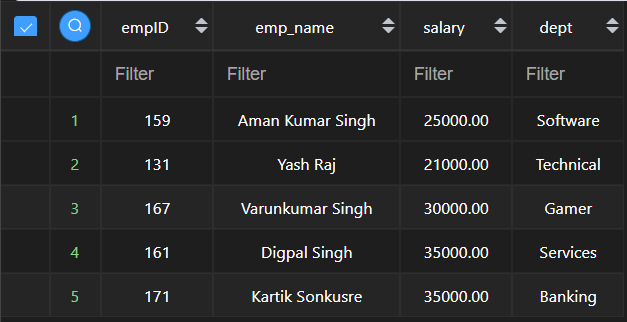 empID emp_name salary dept
Filter Filter Filter Filter
1 159 Aman Kumar Singh 25000.00 Software
2 131 Yash Raj 21000.00 Technical
3 167 Varunkumar Singh 30000.00 Gamer
4 161 Digpal Singh 35000.00 Services
5 171 Kartik Sonkusre 35000.00 Banking